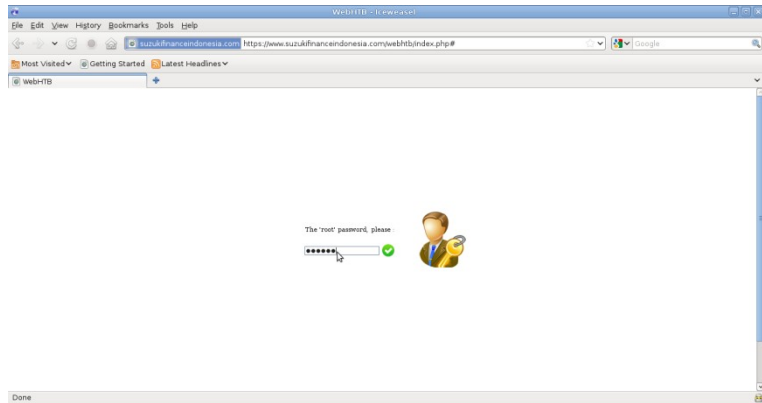 WebHTB - Iceweasel
File Edit View History Bookmarks Tools Help
suzukifinanceindonesia.com https://www.suzukifinanceindonesia.com/webhtb/index.php# Google
Most Visited Getting Started Latest Headlines
WebHTB
The 'root' password, please :
Done